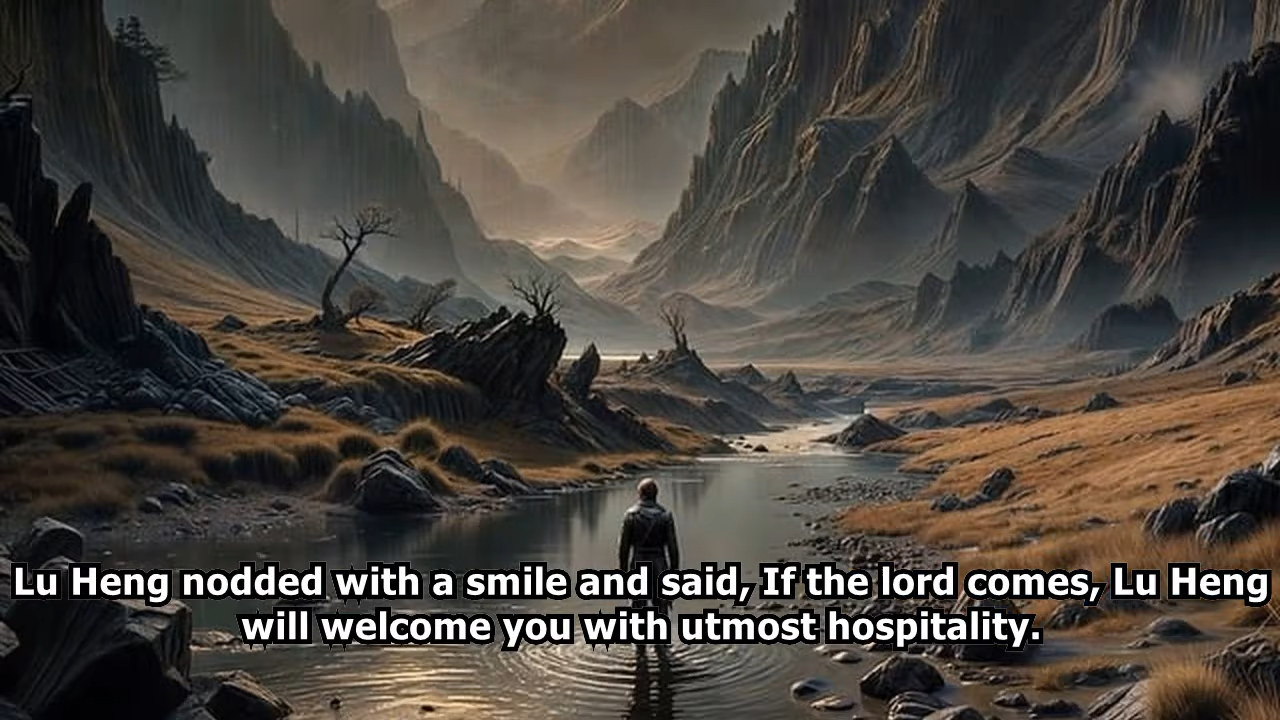 Lu Heng nodded with a smile and said, If the lord comes, Lu Heng
will welcome you with utmost hospitality.